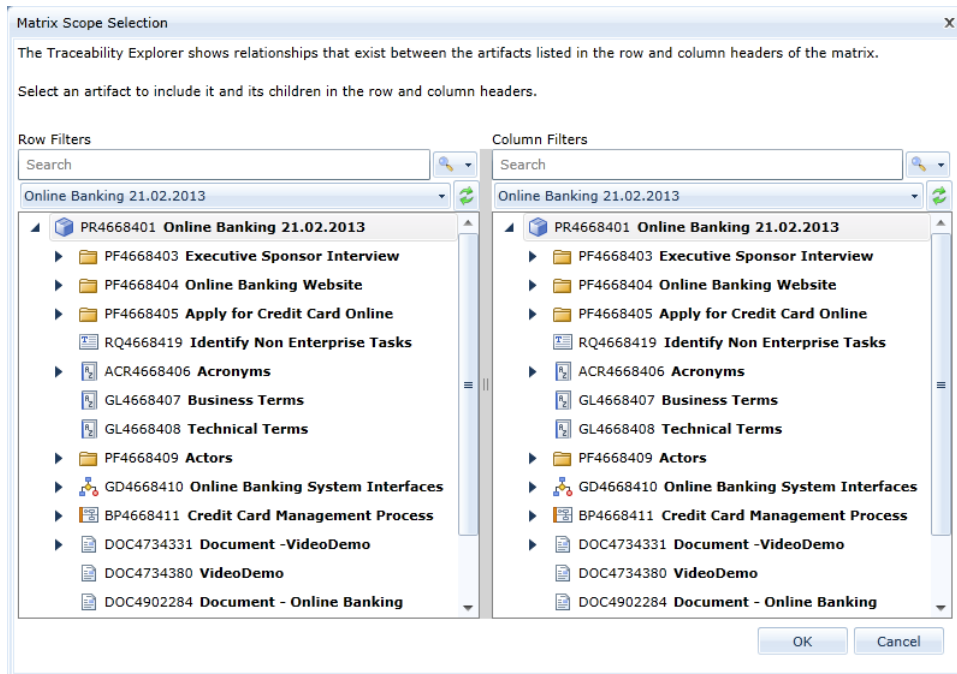 Matrix Scope Selection X
The Traceability Explorer shows relationships that exist between the artifacts listed in the row and column headers of the matrix.
Select an artifact to include it and its children in the row and column headers.
Row Filters
Search
Online Banking 21.02.2013
PR4668401 Online Banking 21.02.2013
PF4668403 Executive Sponsor Interview
PF4668404 Online Banking Website
PF4668405 Apply for Credit Card Online
RQ4668419 Identify Non Enterprise Tasks
ACR4668406 Acronyms
GL4668407 Business Terms
GL4668408 Technical Terms
PF4668409 Actors
GD4668410 Online Banking System Interfaces
BP4668411 Credit Card Management Process
DOC4734331 Document -VideoDemo
DOC4734380 VideoDemo
DOC4902284 Document - Online Banking
Column Filters
Search
Online Banking 21.02.2013
PR4668401 Online Banking 21.02.2013
PF4668403 Executive Sponsor Interview
PF4668404 Online Banking Website
PF4668405 Apply for Credit Card Online
RQ4668419 Identify Non Enterprise Tasks
ACR4668406 Acronyms
GL4668407 Business Terms
GL4668408 Technical Terms
PF4668409 Actors
GD4668410 Online Banking System Interfaces
BP4668411 Credit Card Management Process
DOC4734331 Document -VideoDemo
DOC4734380 VideoDemo
DOC4902284 Document - Online Banking
OK Cancel